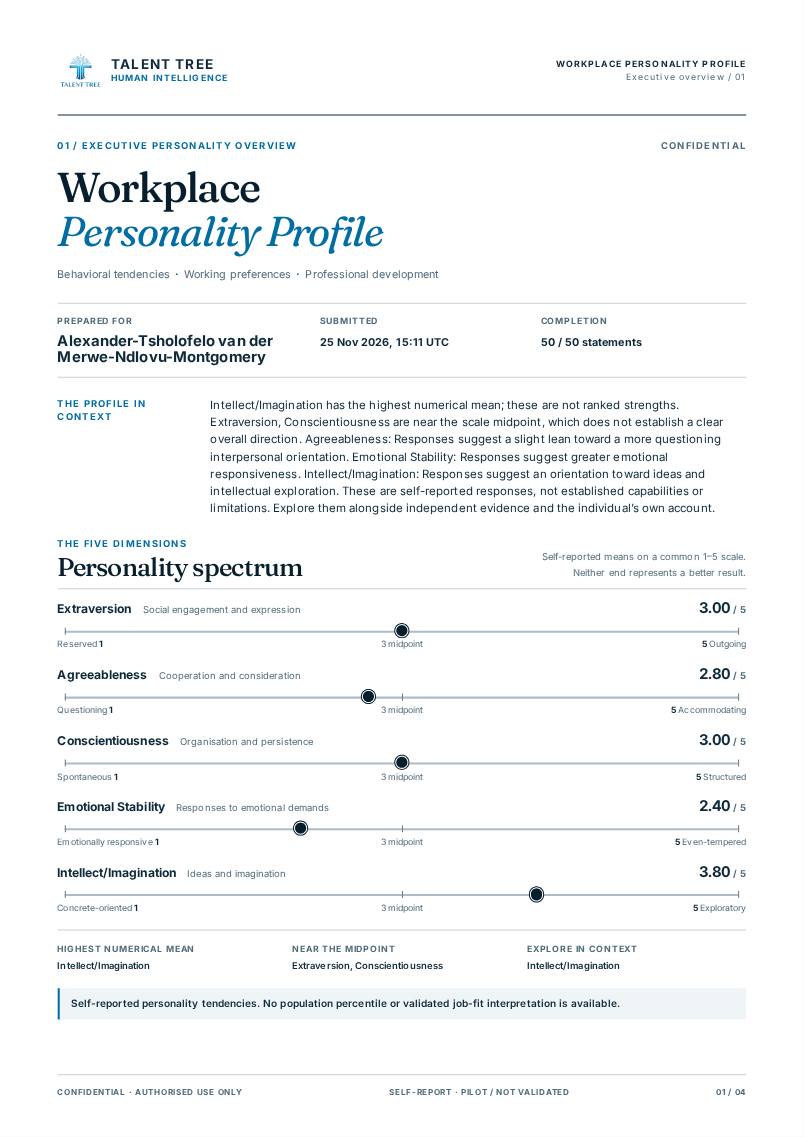 TALENT TREE
TALENT TREE
HUMAN INTELLIGENCE
WORKPLACE PERSONALITY PROFILE
Executive overview / 01
01 / EXECUTIVE PERSONALITY OVERVIEW
CONFIDENTIAL
Workplace
Personality Profile
Behavioral tendencies · Working preferences · Professional development
PREPARED FOR
Alexander-Tsholofelo van der
Merwe-Ndlovu-Montgomery
SUBMITTED
25 Nov 2026, 15:11 UTC
COMPLETION
50 / 50 statements
THE PROFILE IN
CONTEXT
Intellect/Imagination has the highest numerical mean; these are not ranked strengths.
Extraversion, Conscientiousness are near the scale midpoint, which does not establish a clear
overall direction. Agreeableness: Responses suggest a slight lean toward a more questioning
interpersonal orientation. Emotional Stability: Responses suggest greater emotional
responsiveness. Intellect/Imagination: Responses suggest an orientation toward ideas and
intellectual exploration. These are self-reported responses, not established capabilities or
limitations. Explore them alongside independent evidence and the individual’s own account.
THE FIVE DIMENSIONS
Personality spectrum
Self-reported means on a common 1–5 scale.
Neither end represents a better result.
Extraversion Social engagement and expression 3.00 / 5
Reserved 1 3 midpoint 5 Outgoing
Agreeableness Cooperation and consideration 2.80 / 5
Questioning 1 3 midpoint 5 Accommodating
Conscientiousness Organisation and persistence 3.00 / 5
Spontaneous 1 3 midpoint 5 Structured
Emotional Stability Responses to emotional demands 2.40 / 5
Emotionally responsive 1 3 midpoint 5 Even-tempered
Intellect/Imagination Ideas and imagination 3.80 / 5
Concrete-oriented 1 3 midpoint 5 Exploratory
HIGHEST NUMERICAL MEAN
Intellect/Imagination
NEAR THE MIDPOINT
Extraversion, Conscientiousness
EXPLORE IN CONTEXT
Intellect/Imagination
Self-reported personality tendencies. No population percentile or validated job-fit interpretation is available.
CONFIDENTIAL · AUTHORISED USE ONLY
SELF-REPORT · PILOT / NOT VALIDATED
01 / 04